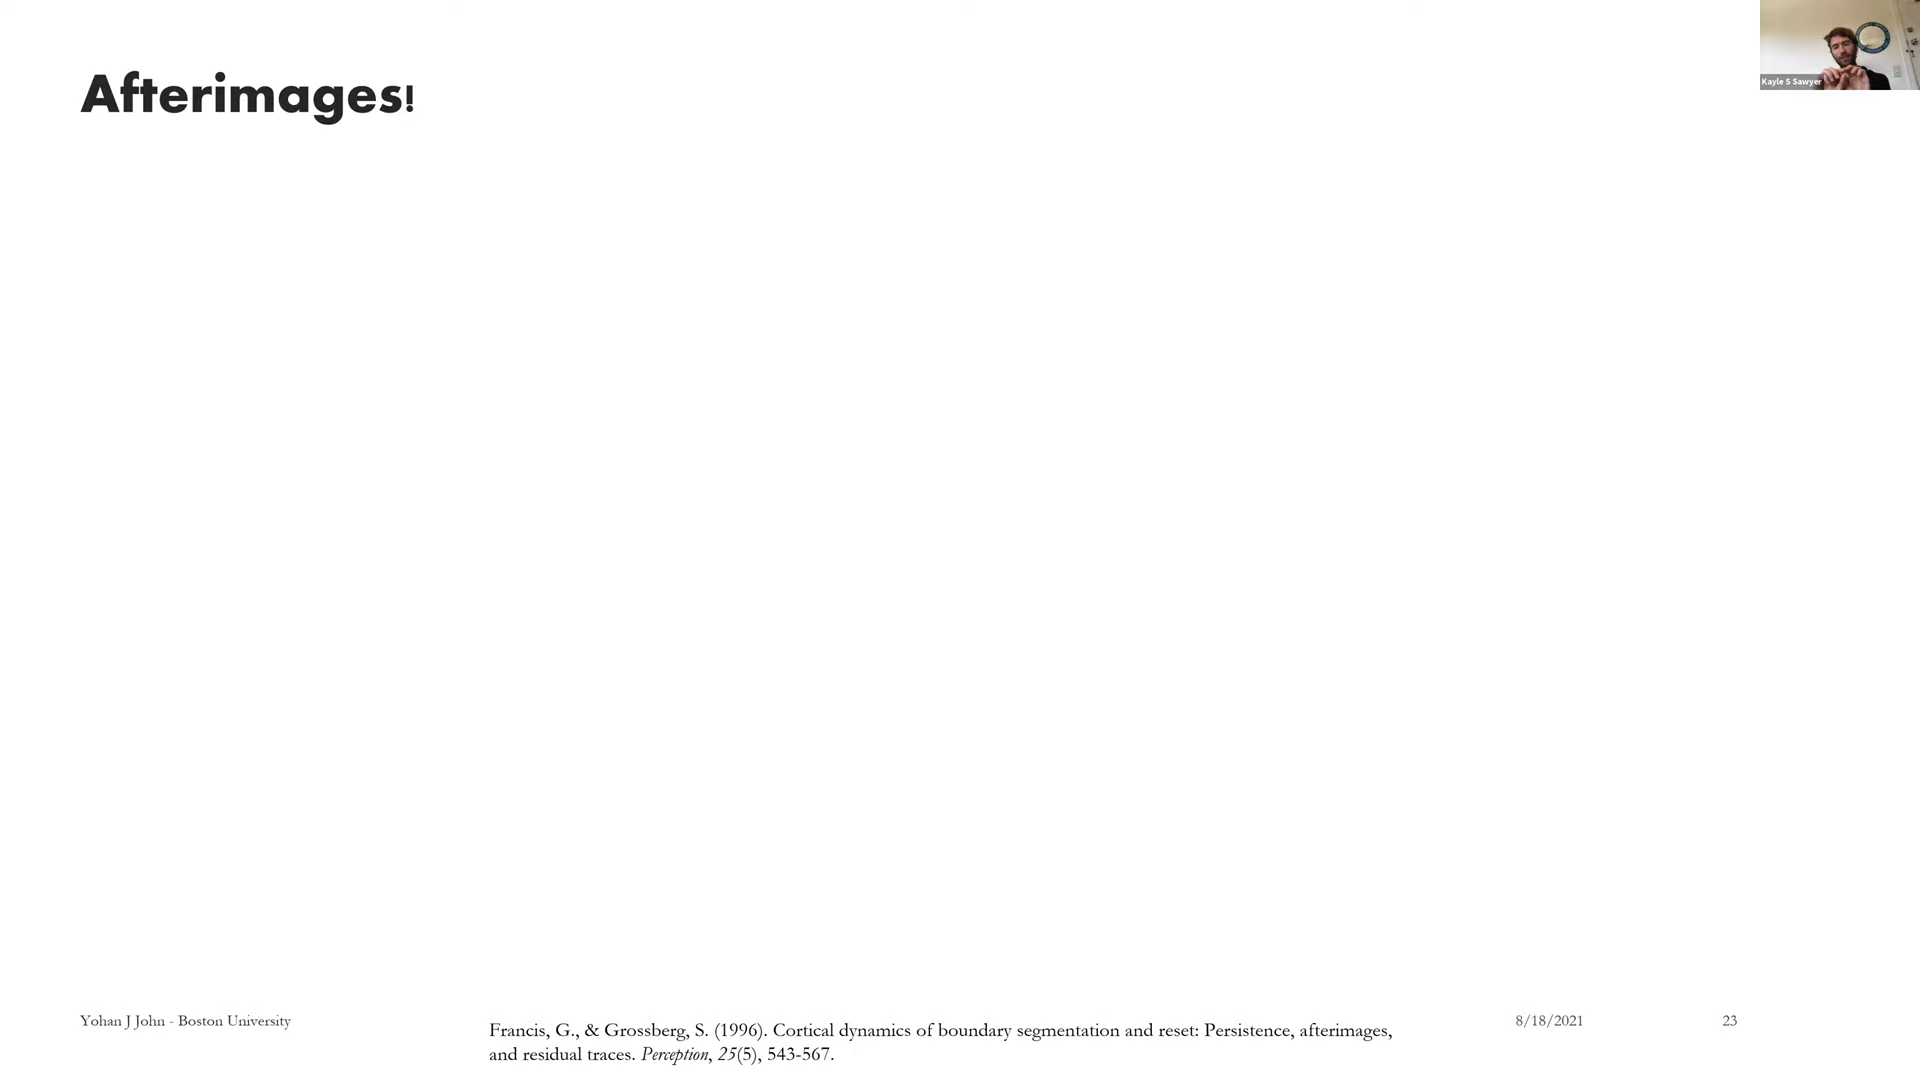 Afterimages!
Kayle S Sawyer
Yohan J John - Boston University
Francis, G., & Grossberg, S. (1996). Cortical dynamics of boundary segmentation and reset: Persistence, afterimages,
and residual traces. Perception, 25(5), 543-567.
8/18/2021
23